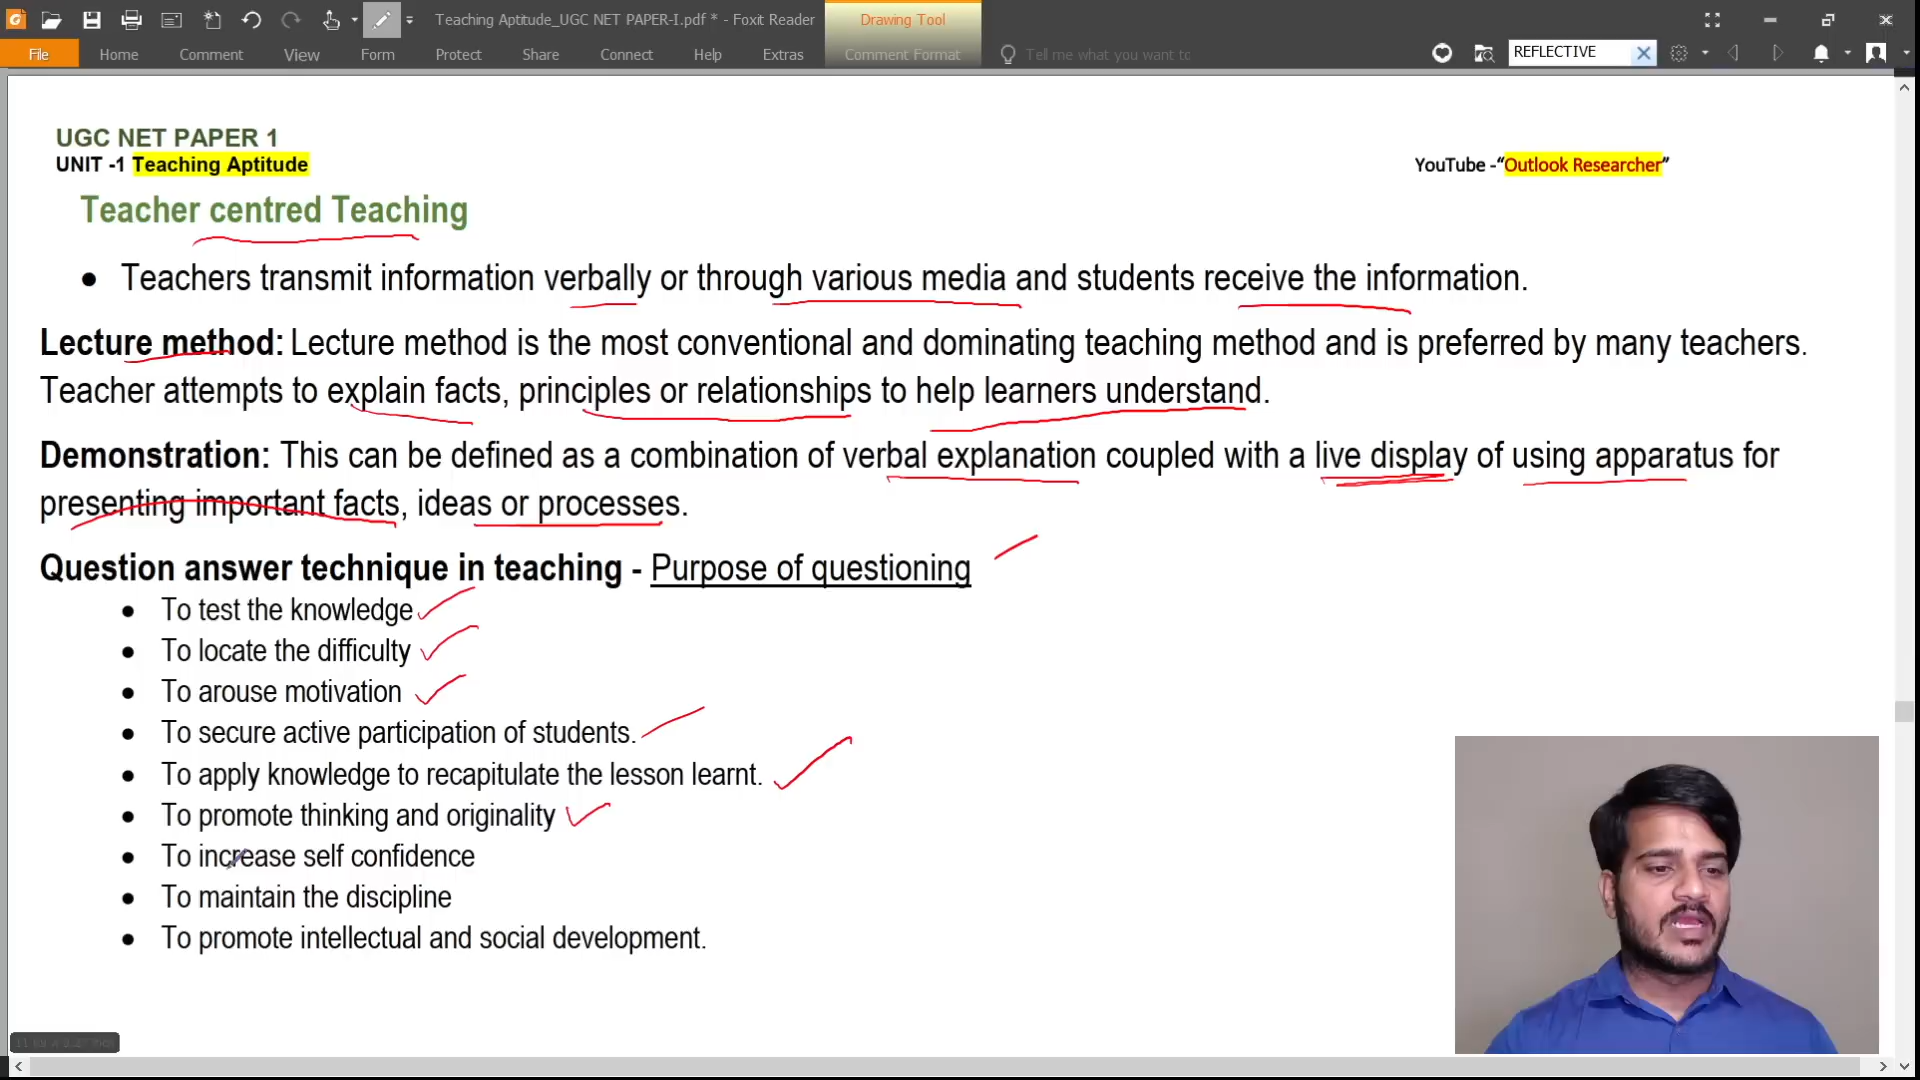 Teaching Aptitude_UGC NET PAPER-I.pdf * - Foxit Reader
Drawing Tool
File
Home
Comment
View
Form
Protect
Share
Connect
Help
Extras
Comment Format
Tell me what you want to
REFLECTIVE
UGC NET PAPER 1
UNIT -1 Teaching Aptitude
YouTube -“Outlook Researcher”
Teacher centred Teaching
• Teachers transmit information verbally or through various media and students receive the information.
Lecture method: Lecture method is the most conventional and dominating teaching method and is preferred by many teachers.
Teacher attempts to explain facts, principles or relationships to help learners understand.
Demonstration: This can be defined as a combination of verbal explanation coupled with a live display of using apparatus for
presenting important facts, ideas or processes.
Question answer technique in teaching - Purpose of questioning
• To test the knowledge
• To locate the difficulty
• To arouse motivation
• To secure active participation of students.
• To apply knowledge to recapitulate the lesson learnt.
• To promote thinking and originality
• To increase self confidence
• To maintain the discipline
• To promote intellectual and social development.